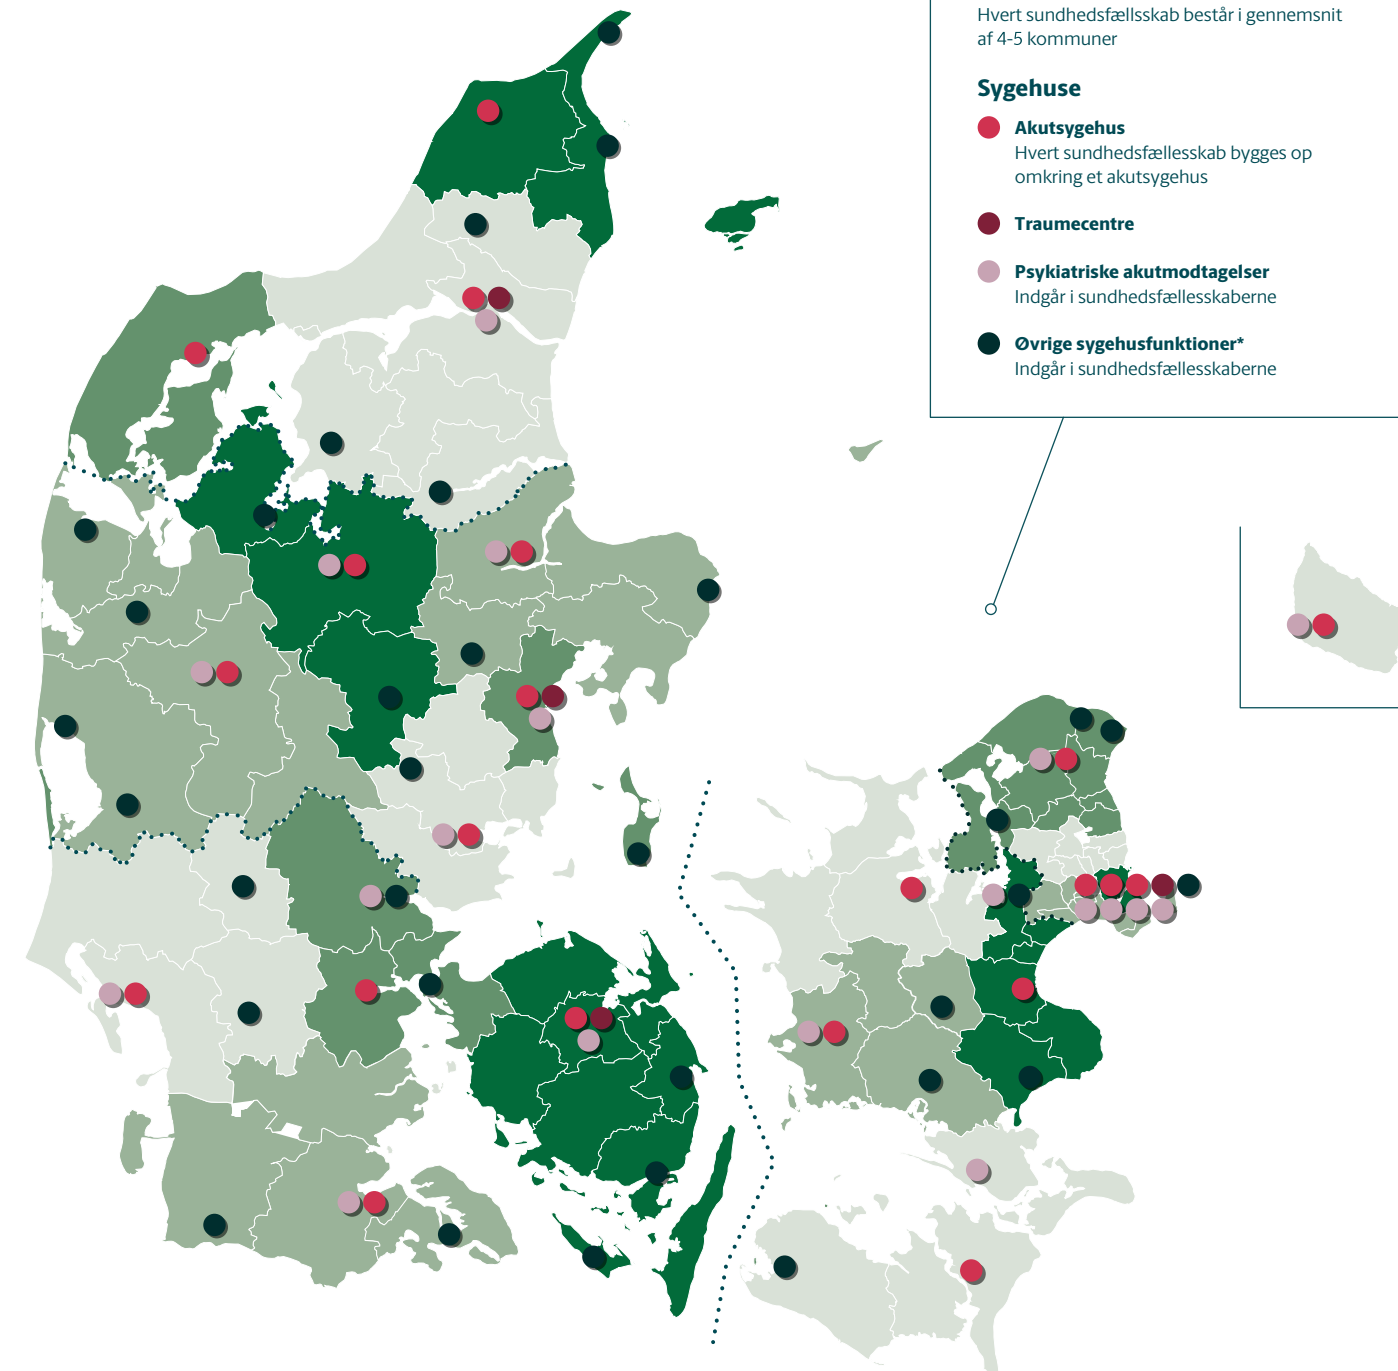 Hvert sundhedsfællsskab består i gennemsnit
af 4-5 kommuner
Sygehuse
Akutsygehus
Hvert sundhedsfællesskab bygges op
omkring et akutsygehus
Traumecentre
Psykiatriske akutmodtagelser
Indgår i sundhedsfællesskaberne
Øvrige sygehusfunktioner*
Indgår i sundhedsfællesskaberne